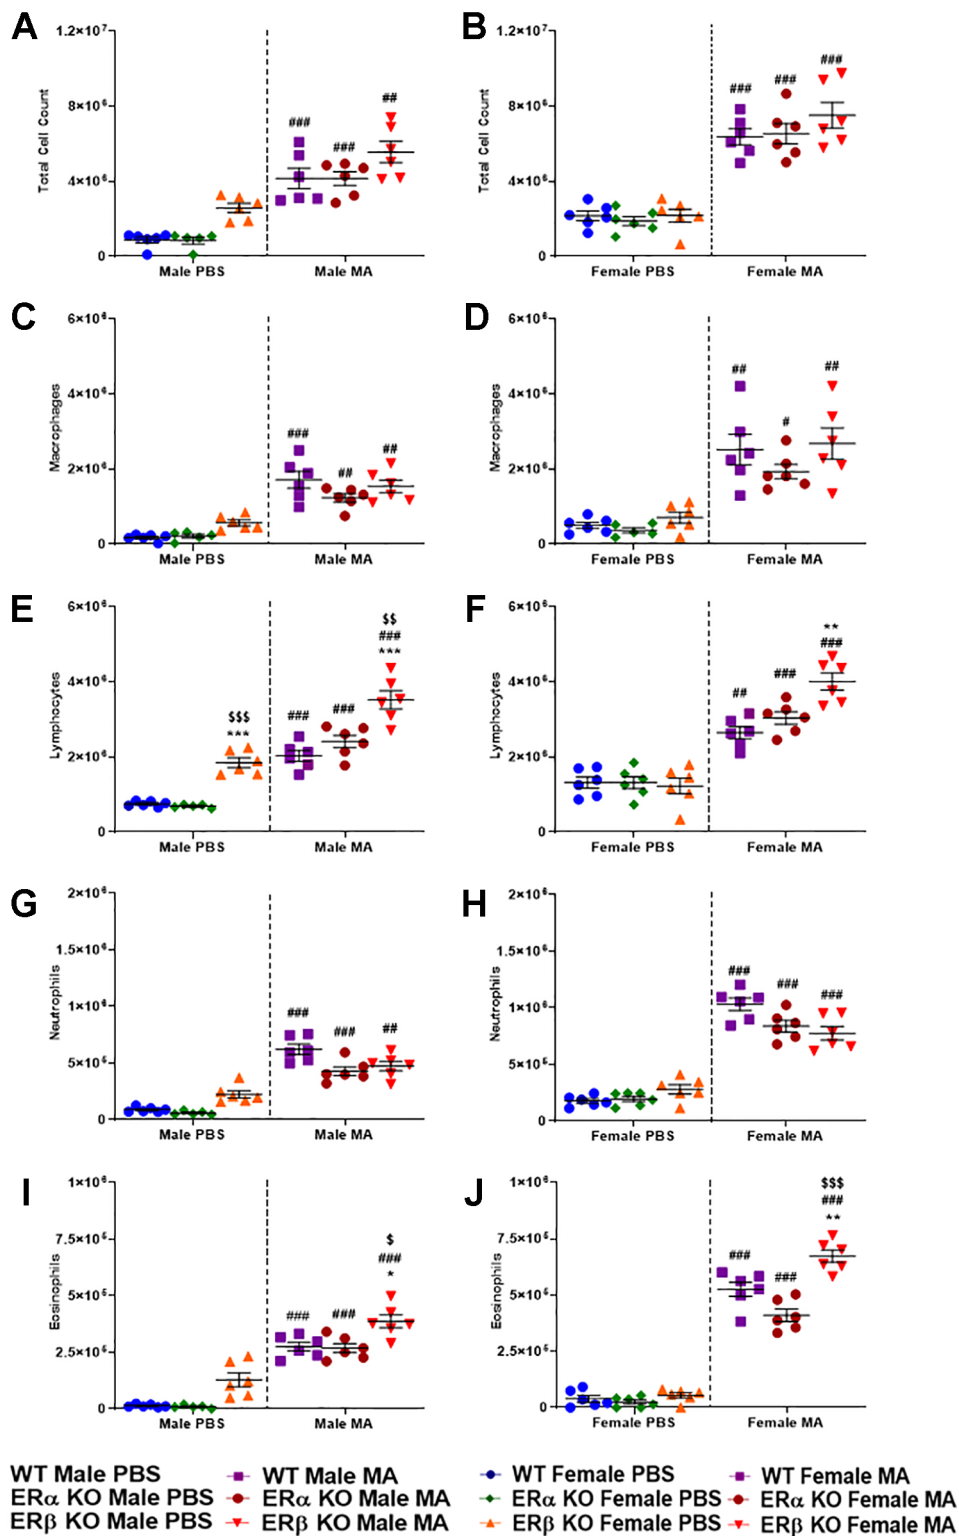 A
1.2×10⁷
8×10⁶
4×10⁶
0
Total Cell Count
###
###
##
Male PBS
Male MA
B
1.2×10⁷
8×10⁶
4×10⁶
0
Total Cell Count
###
###
###
Female PBS
Female MA
C
6×10⁶
4×10⁶
2×10⁶
0
Macrophages
###
##
##
Male PBS
Male MA
D
6×10⁶
4×10⁶
2×10⁶
0
Macrophages
##
#
##
Female PBS
Female MA
E
6×10⁶
4×10⁶
2×10⁶
0
Lymphocytes
$$$
***
###
###
$$
###
***
Male PBS
Male MA
F
6×10⁶
4×10⁶
2×10⁶
0
Lymphocytes
##
###
**
###
Female PBS
Female MA
G
2×10⁶
1.5×10⁶
1×10⁶
5×10⁵
0
Neutrophils
###
###
##
Male PBS
Male MA
H
2×10⁶
1.5×10⁶
1×10⁶
5×10⁵
0
Neutrophils
###
###
###
Female PBS
Female MA
I
1×10⁶
7.5×10⁵
5×10⁵
2.5×10⁵
0
Eosinophils
###
###
$
###
*
Male PBS
Male MA
J
1×10⁶
7.5×10⁵
5×10⁵
2.5×10⁵
0
Eosinophils
###
###
$$$
###
**
Female PBS
Female MA
WT Male PBS
ERα KO Male PBS
ERβ KO Male PBS
WT Male MA
ERα KO Male MA
ERβ KO Male MA
WT Female PBS
ERα KO Female PBS
ERβ KO Female PBS
WT Female MA
ERα KO Female MA
ERβ KO Female MA